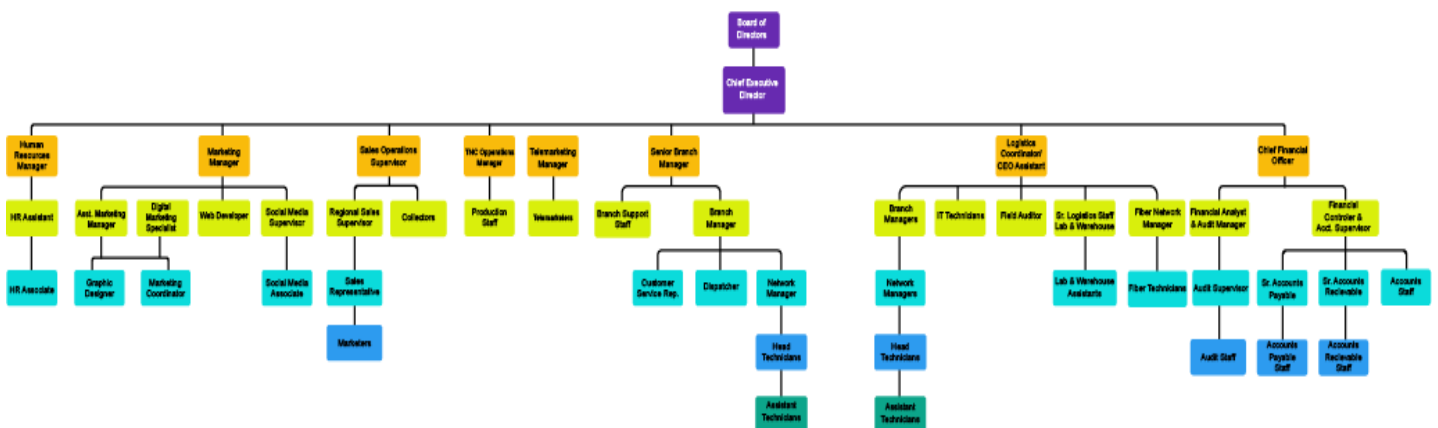 Board of
Directors
Chief Executive
Director
Human
Resources
Manager
Marketing
Manager
Sales Operations
Supervisor
TNC Opperations
Manager
Telemarketing
Manager
Senior Branch
Manager
Logistics
Coordinator/
CEO Assistant
Chief Financial
Officer
HR Assistant
Asst. Marketing
Manager
Digital
Marketing
Specialist
Web Developer
Social Media
Supervisor
Regional Sales
Supervisor
Collectors
Production
Staff
Telemarketers
Branch Support
Staff
Branch
Manager
Branch
Managers
IT Technicians
Field Auditor
Sr. Logistics Staff
Lab & Warehouse
Fiber Network
Manager
Financial Analyst
& Audit Manager
Financial
Controler &
Acct. Supervisor
HR Associate
Graphic
Designer
Marketing
Coordinator
Social Media
Associate
Sales
Representative
Customer
Service Rep.
Dispatcher
Network
Manager
Network
Managers
Lab & Warehouse
Assistants
Fiber Technicians
Audit Supervisor
Sr. Accounts
Payable
Sr. Accounts
Recievable
Accounts
Staff
Marketers
Head
Technicians
Head
Technicians
Audit Staff
Accounts
Payable
Staff
Accounts
Recievable
Staff
Assistant
Technicians
Assistant
Technicians